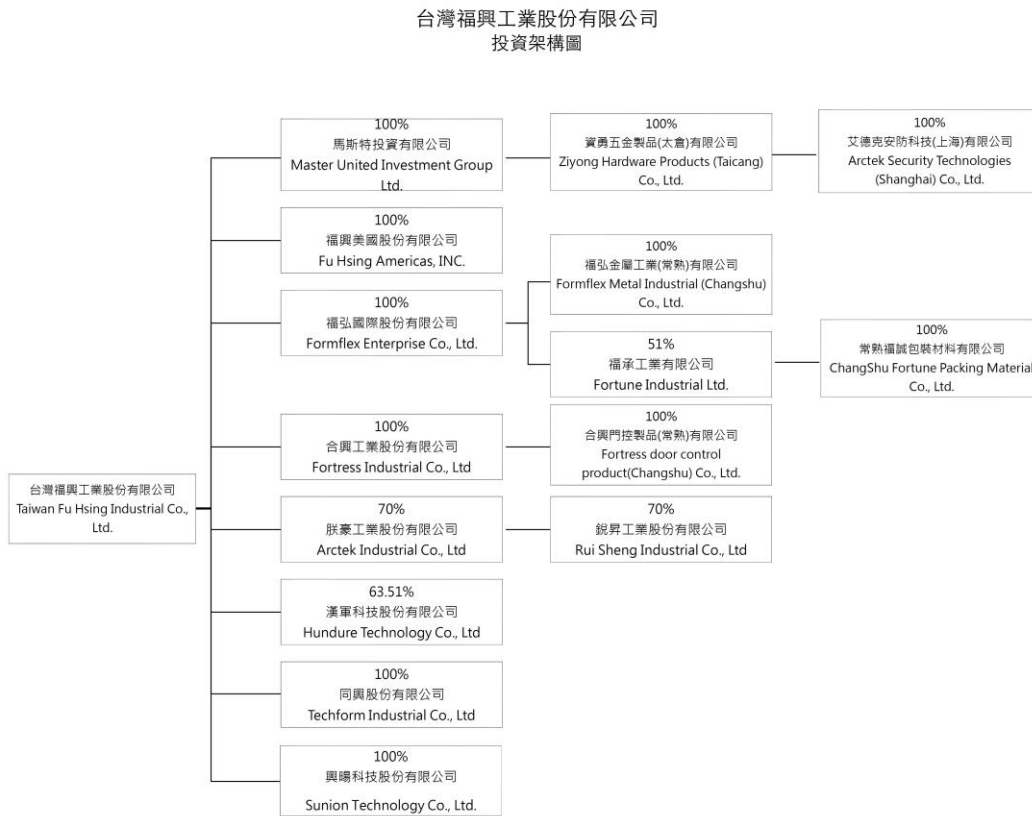 台灣福興工業股份有限公司
投資架構圖
100%
馬斯特投資有限公司
Master United Investment Group
Ltd.
100%
資勇五金製品(太倉)有限公司
Ziyong Hardware Products (Taicang)
Co., Ltd.
100%
艾德克安防科技(上海)有限公司
Arctek Security Technologies
(Shanghai) Co., Ltd.
100%
福興美國股份有限公司
Fu Hsing Americas, INC.
100%
福弘國際股份有限公司
Formflex Enterprise Co., Ltd.
100%
福弘金屬工業(常熟)有限公司
Formflex Metal Industrial (Changshu)
Co., Ltd.
51%
福承工業有限公司
Fortune Industrial Ltd.
100%
常熟福誠包裝材料有限公司
ChangShu Fortune Packing Material
Co., Ltd.
100%
合興工業股份有限公司
Fortress Industrial Co., Ltd
100%
合興門控製品(常熟)有限公司
Fortress door control
product(Changshu) Co., Ltd.
台灣福興工業股份有限公司
Taiwan Fu Hsing Industrial Co.,
Ltd.
70%
朕豪工業股份有限公司
Arctek Industrial Co., Ltd
70%
銳昇工業股份有限公司
Rui Sheng Industrial Co., Ltd
63.51%
漢軍科技股份有限公司
Hundure Technology Co., Ltd
100%
同興股份有限公司
Techform Industrial Co., Ltd
100%
興暘科技股份有限公司
Sunion Technology Co., Ltd.